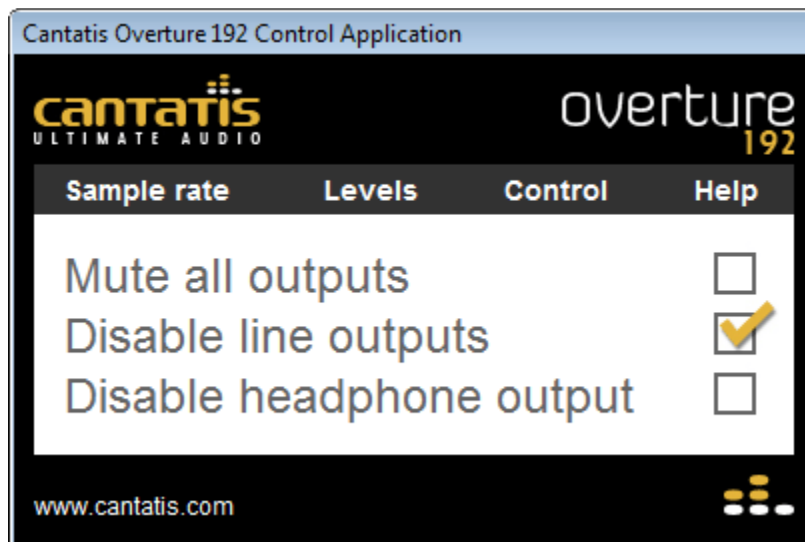 Cantatis Overture 192 Control Application
cantatis
ULTIMATE AUDIO
overture
192
Sample rate Levels Control Help
Mute all outputs
Disable line outputs
Disable headphone output
www.cantatis.com